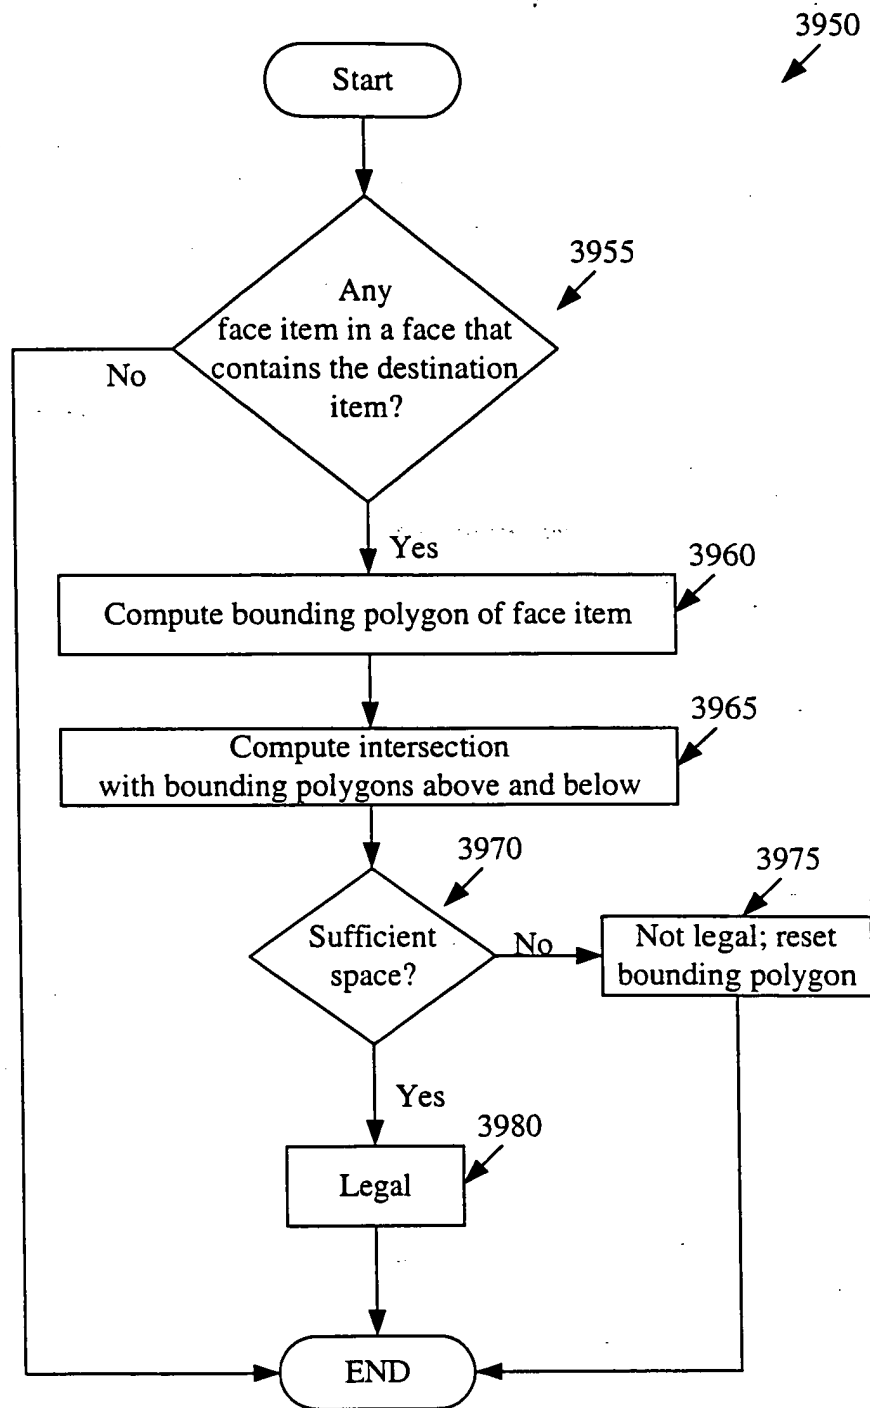 3950
Start
3955
Any
face item in a face that
contains the destination
item?
No
Yes
3960
Compute bounding polygon of face item
3965
Compute intersection
with bounding polygons above and below
3970
3975
Sufficient
space?
No
Not legal; reset
bounding polygon
Yes
3980
Legal
END